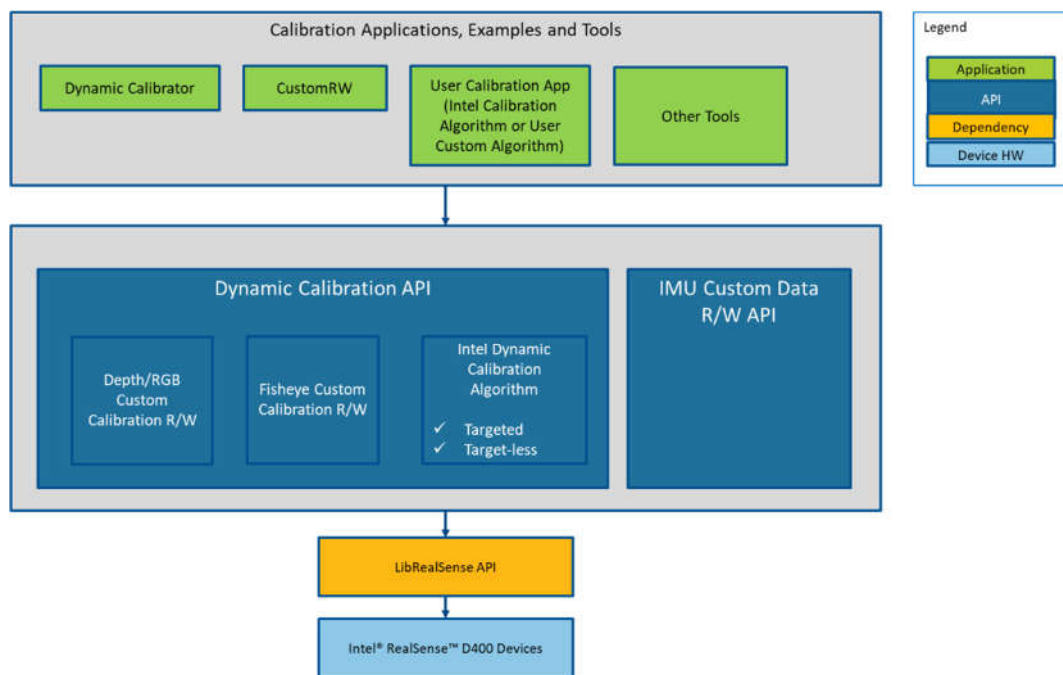 Calibration Applications, Examples and Tools
Dynamic Calibrator
CustomRW
User Calibration App
(Intel Calibration
Algorithm or User
Custom Algorithm)
Other Tools
Legend
Application
API
Dependency
Device HW
Dynamic Calibration API
Depth/RGB
Custom
Calibration R/W
Fisheye Custom
Calibration R/W
Intel Dynamic
Calibration
Algorithm
✓ Targeted
✓ Target-less
IMU Custom Data
R/W API
LibRealSense API
Intel® RealSense™ D400 Devices